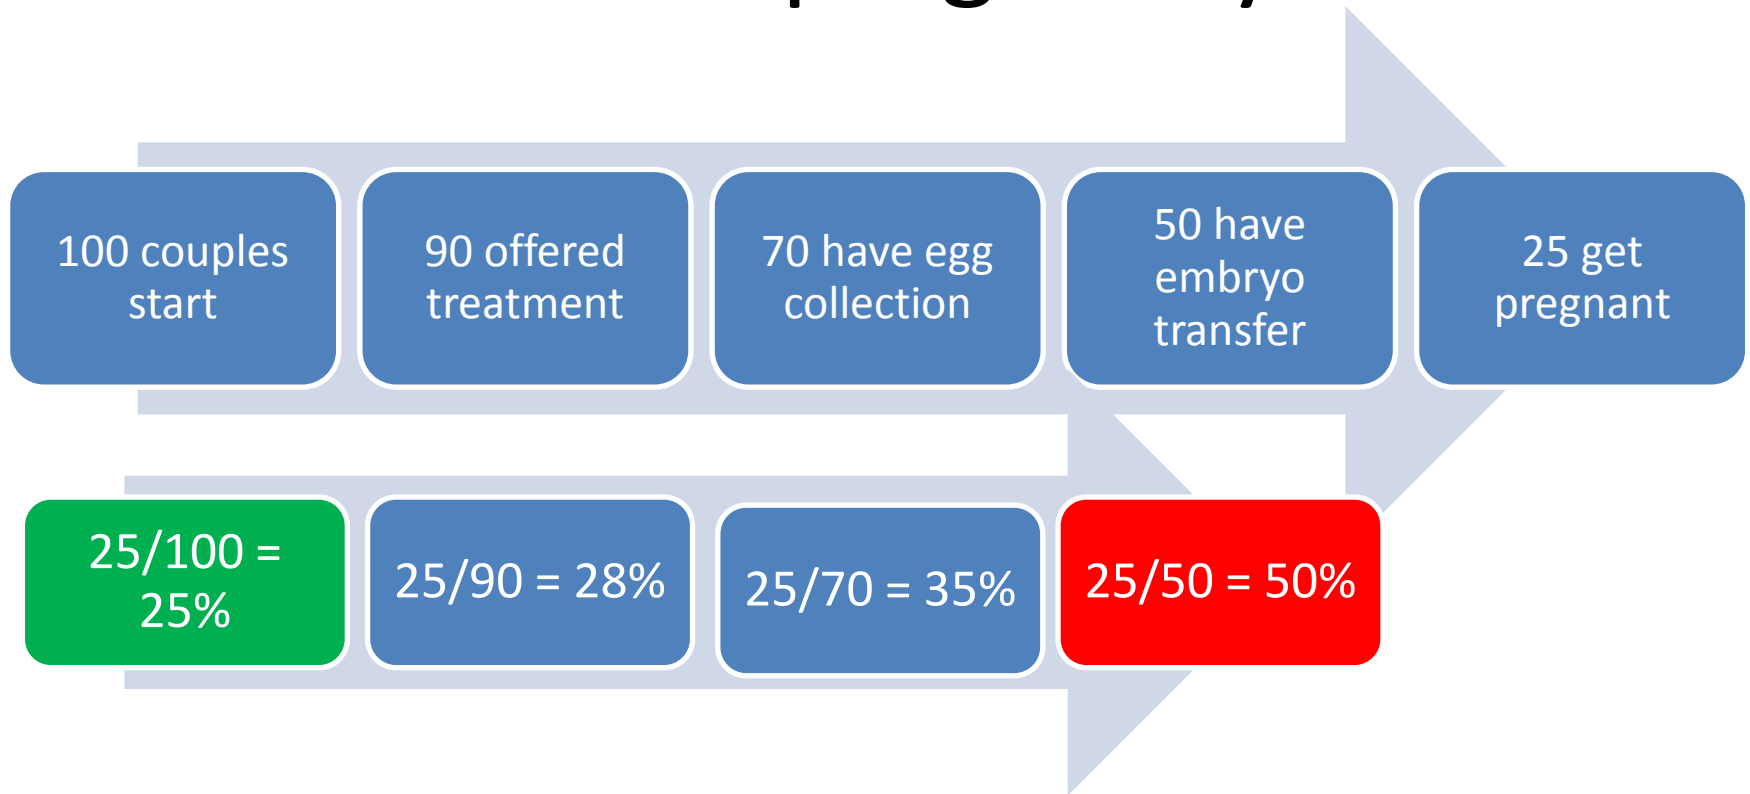 100 couples
start
90 offered
treatment
70 have egg
collection
50 have
embryo
transfer
25 get
pregnant
25/100 =
25%
25/90 = 28%
25/70 = 35%
25/50 = 50%